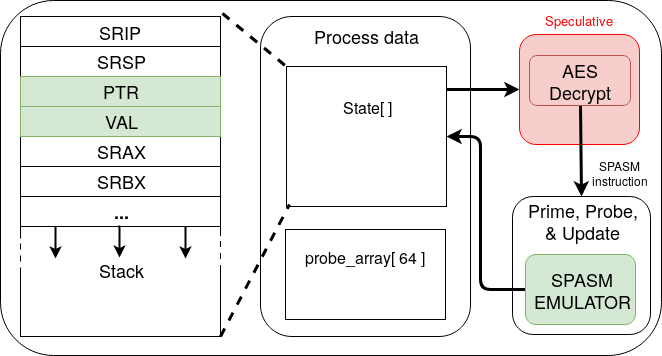 SRIP
SRSP
PTR
VAL
SRAX
SRBX
...
Stack
Process data
State[ ]
probe_array[ 64 ]
Speculative
AES
Decrypt
SPASM
instruction
Prime, Probe,
& Update
SPASM
EMULATOR